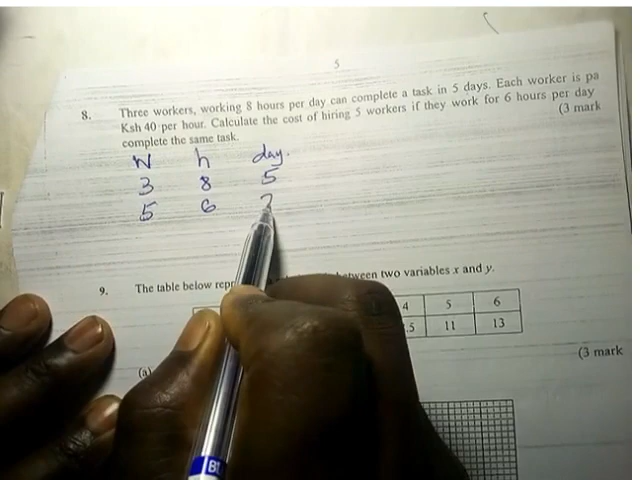 5
8. Three workers, working 8 hours per day can complete a task in 5 days. Each worker is pa
Ksh 40 per hour. Calculate the cost of hiring 5 workers if they work for 6 hours per day
complete the same task. (3 mark
W h day.
3 8 5
5 6 ?
9. The table below repr between two variables x and y.
4 5 6
.5 11 13
(a) (3 mark
B1